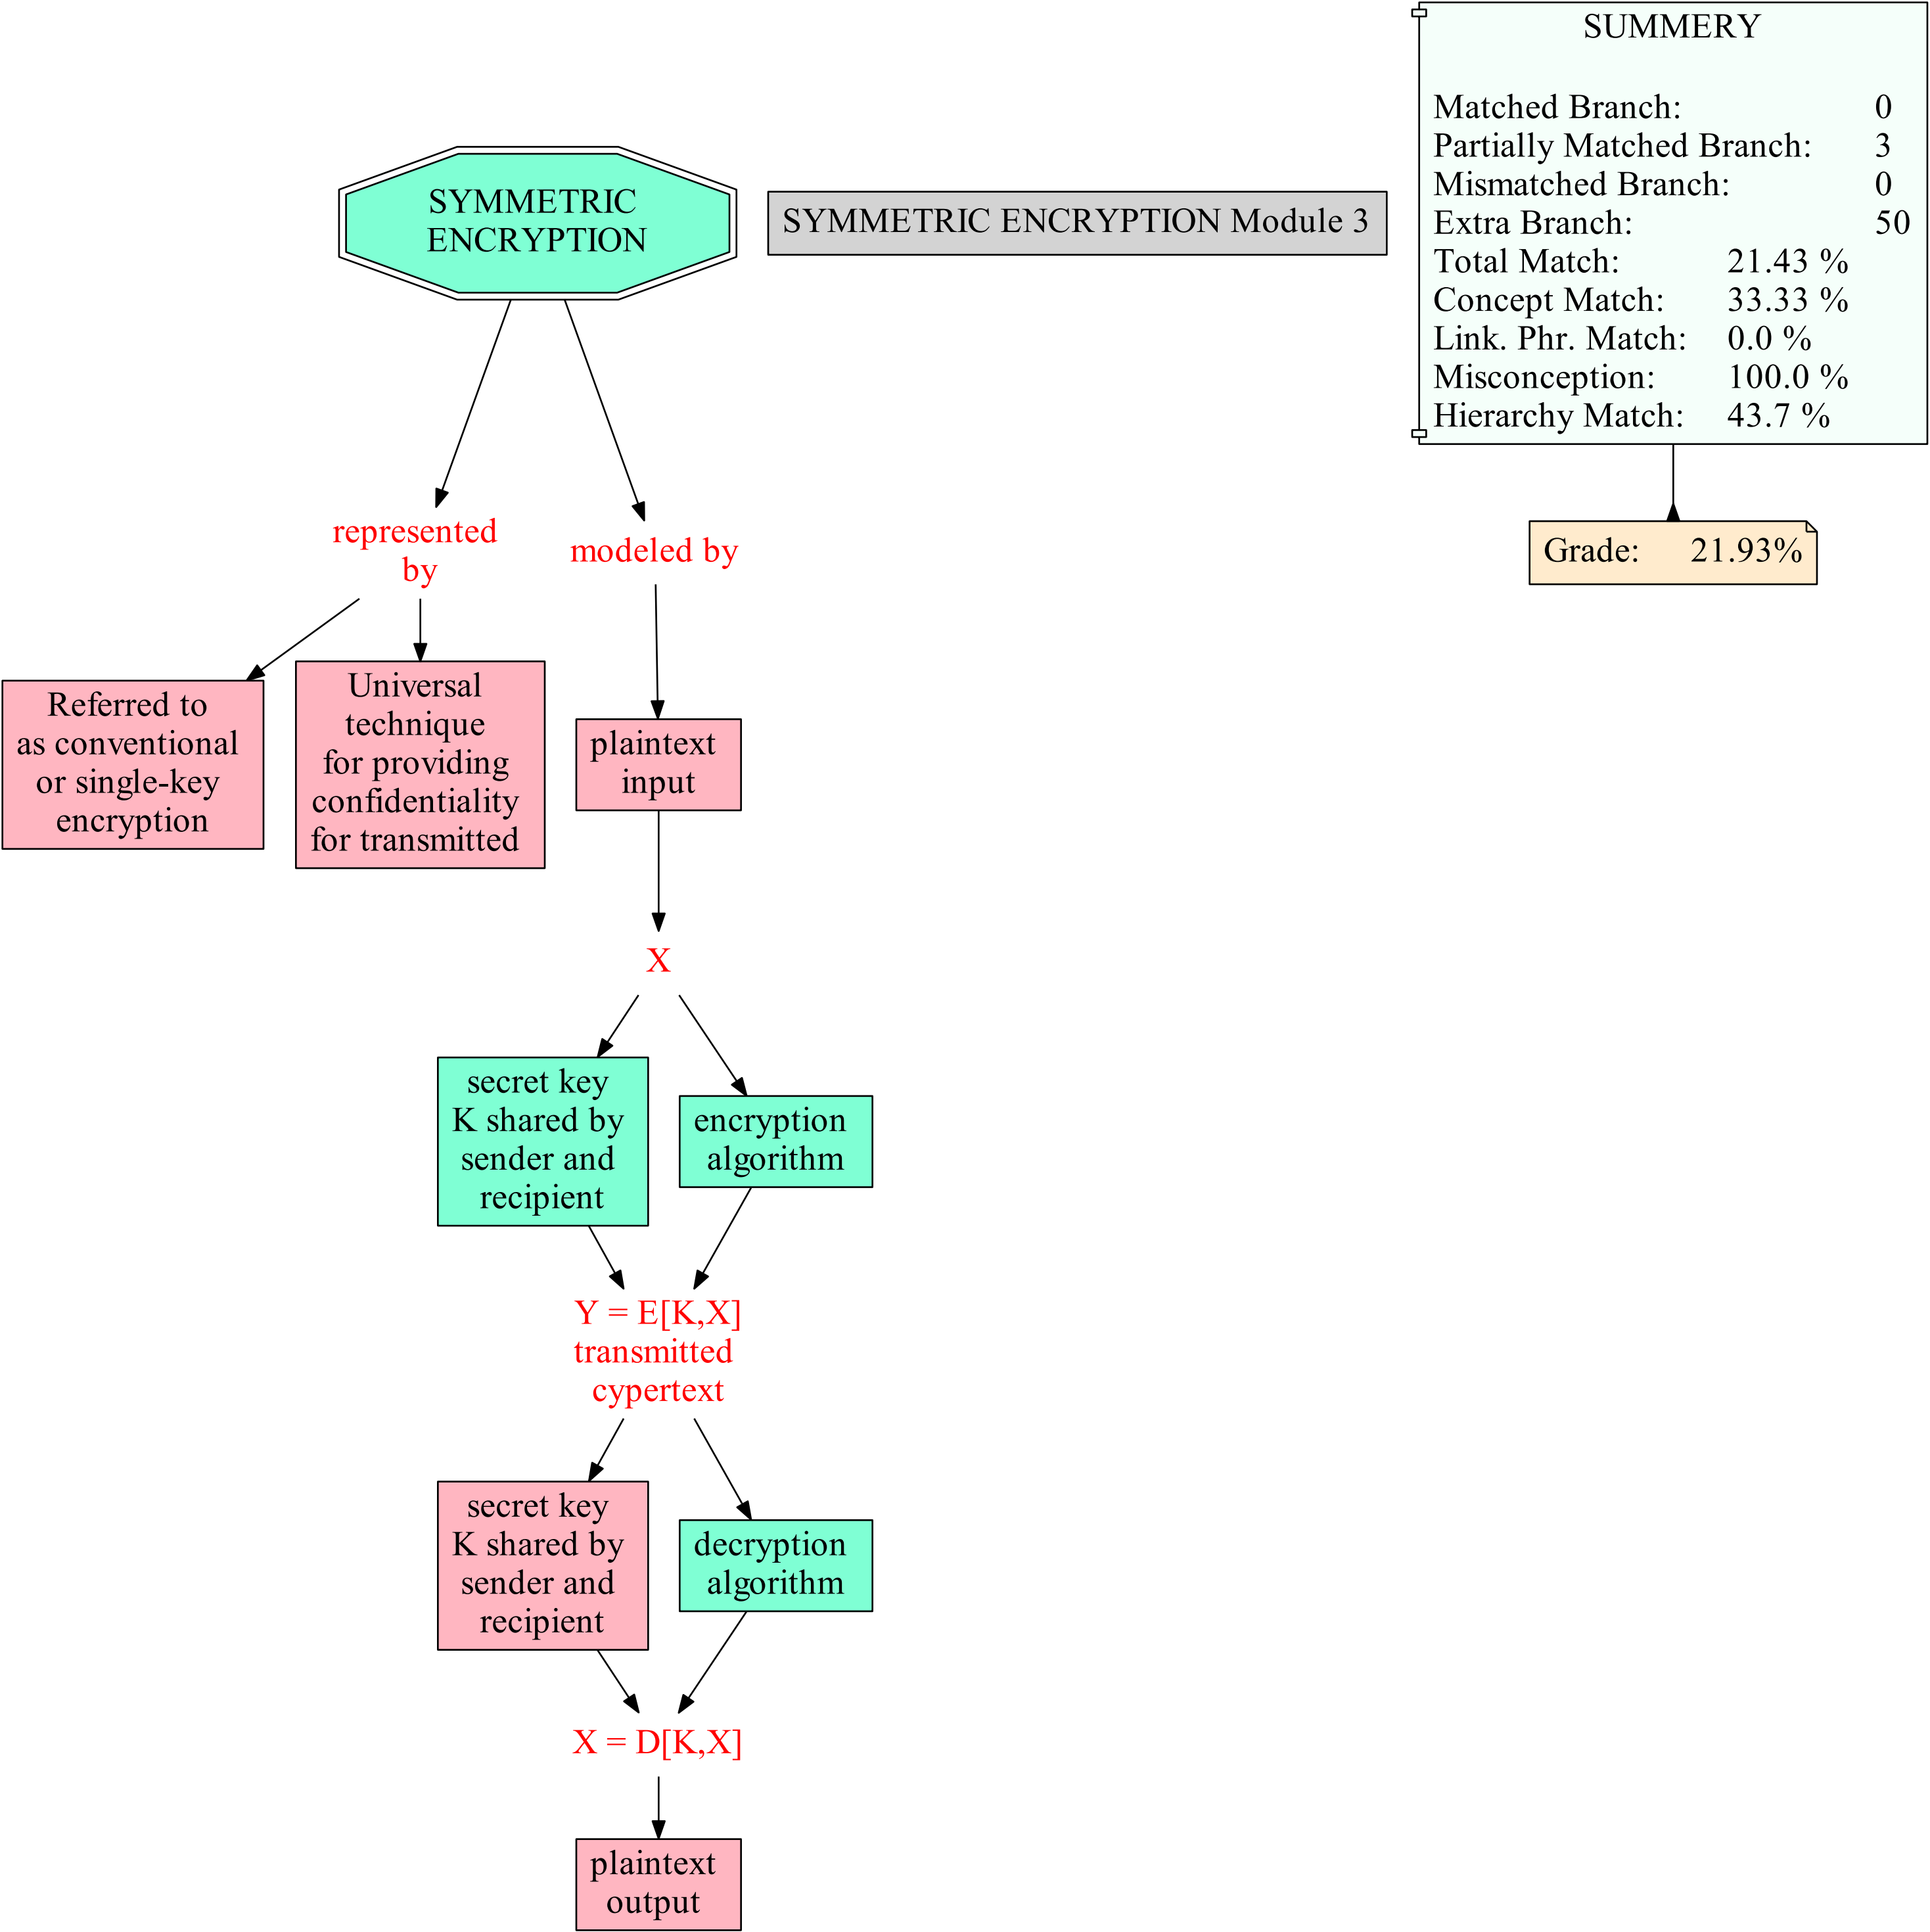 SUMMERY
Matched Branch: 0
Partially Matched Branch: 3
Mismatched Branch: 0
Extra Branch: 50
Total Match: 21.43 %
Concept Match: 33.33 %
Link. Phr. Match: 0.0 %
Misconception: 100.0 %
Hierarchy Match: 43.7 %
Grade: 21.93%
SYMMETRIC ENCRYPTION Module 3
SYMMETRIC
ENCRYPTION
represented
by
modeled by
Referred to
as conventional
or single-key
encryption
Universal
technique
for providing
confidentiality
for transmitted
plaintext
input
X
secret key
K shared by
sender and
recipient
encryption
algorithm
Y = E[K,X]
transmitted
cypertext
secret key
K shared by
sender and
recipient
decryption
algorithm
X = D[K,X]
plaintext
output